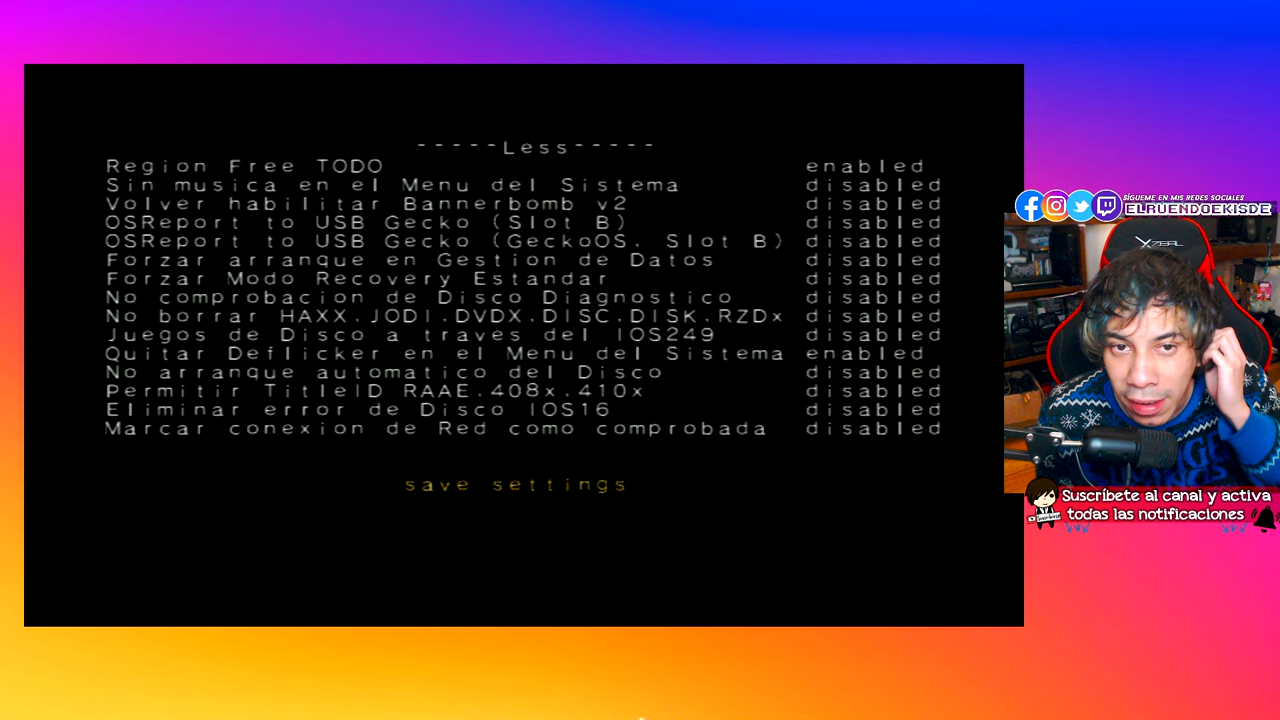 -----Less-----
Region Free TODO enabled
Sin musica en el Menu del Sistema disabled
Volver habilitar Bannerbomb v2 disabled
OSReport to USB Gecko (Slot B) disabled
OSReport to USB Gecko (GeckoOS. Slot B) disabled
Forzar arranque en Gestion de Datos disabled
Forzar Modo Recovery Estandar disabled
No comprobacion de Disco Diagnostico disabled
No borrar HAXX.JODI.DVDX.DISC.DISK.RZDx disabled
Juegos de Disco a traves del IOS249 disabled
Quitar Deflicker en el Menu del Sistema enabled
No arranque automatico del Disco disabled
Permitir TitleID RAAE.408x.410x disabled
Eliminar error de Disco IOS16 disabled
Marcar conexion de Red como comprobada disabled
save settings
SÍGUEME EN MIS REDES SOCIALES
ELRUENDOEKISDE
XZEAL
Suscríbete al canal y activa
todas las notificaciones